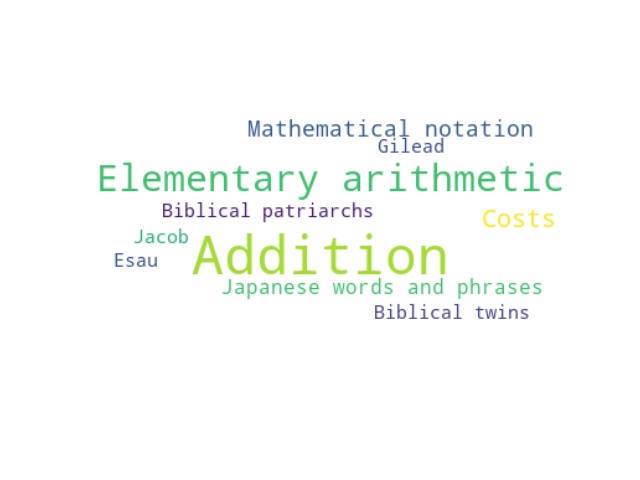 Mathematical notation
Gilead
Elementary arithmetic
Biblical patriarchs
Costs
Jacob
Addition
Esau
Japanese words and phrases
Biblical twins